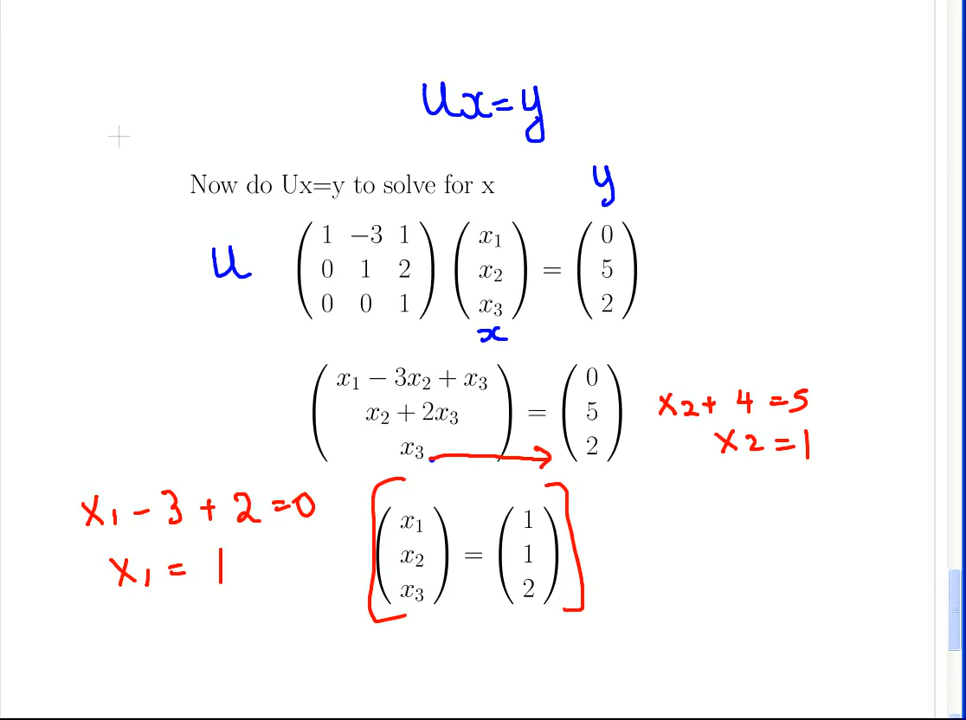 Ux=y
Now do Ux=y to solve for x
y
U
1 −3 1
0 1 2
0 0 1
x₁
x₂
x₃
=
0
5
2
x
x₁ − 3x₂ + x₃
x₂ + 2x₃
x₃
=
0
5
2
x2+ 4 =5
x2 =1
x₁ - 3 + 2 =0
x₁ = 1
x₁
x₂
x₃
=
1
1
2